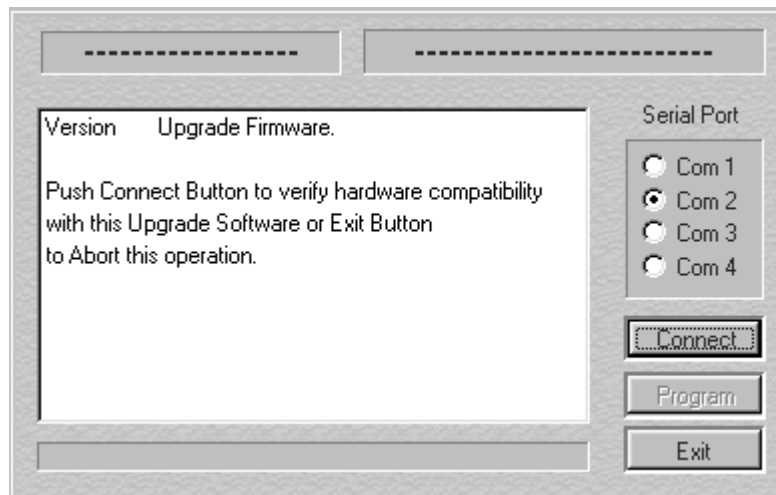 ------------------ -------------------------
Version Upgrade Firmware.
Push Connect Button to verify hardware compatibility
with this Upgrade Software or Exit Button
to Abort this operation.
Serial Port
Com 1
Com 2
Com 3
Com 4
Connect
Program
Exit